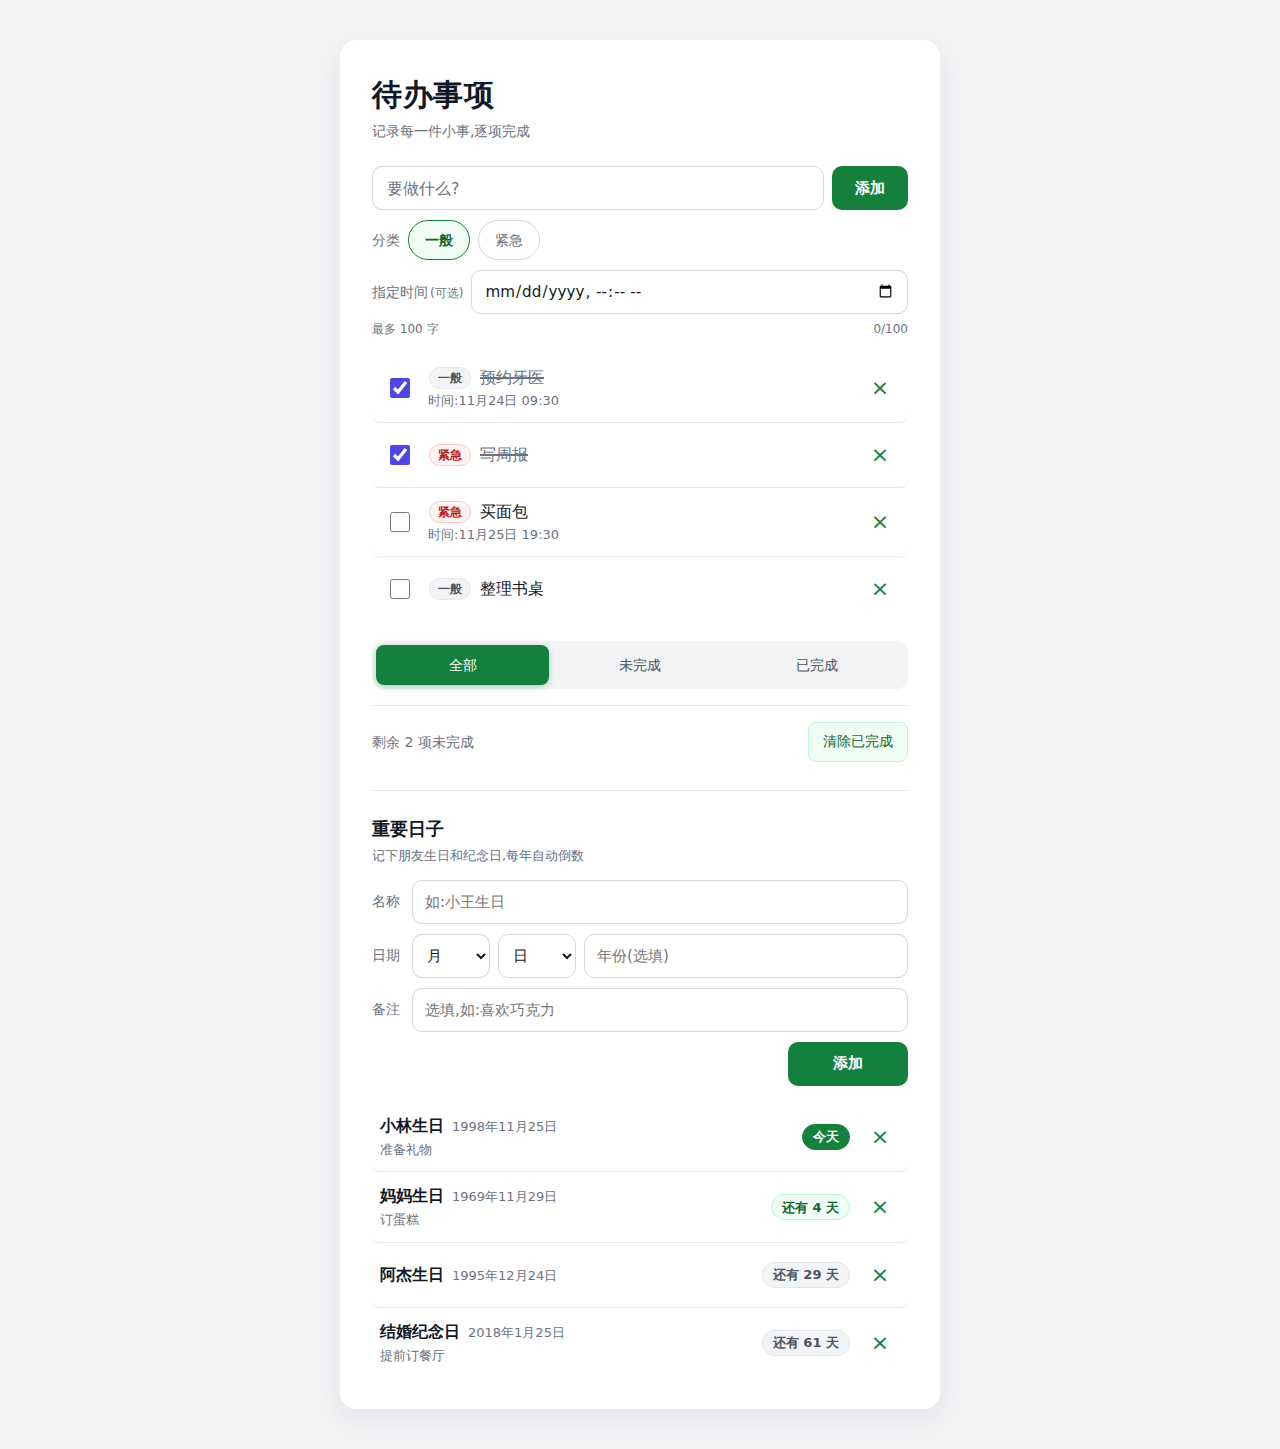 待办事项
记录每一件小事,逐项完成
要做什么?
添加
分类 一般 紧急
指定时间(可选) mm/dd/yyyy, --:-- --
最多 100 字 0/100
一般 预约牙医
时间:11月24日 09:30
紧急 写周报
紧急 买面包
时间:11月25日 19:30
一般 整理书桌
全部 未完成 已完成
剩余 2 项未完成 清除已完成
重要日子
记下朋友生日和纪念日,每年自动倒数
名称 如:小王生日
日期 月 日 年份(选填)
备注 选填,如:喜欢巧克力
添加
小林生日 1998年11月25日 今天
准备礼物
妈妈生日 1969年11月29日 还有 4 天
订蛋糕
阿杰生日 1995年12月24日 还有 29 天
结婚纪念日 2018年1月25日 还有 61 天
提前订餐厅